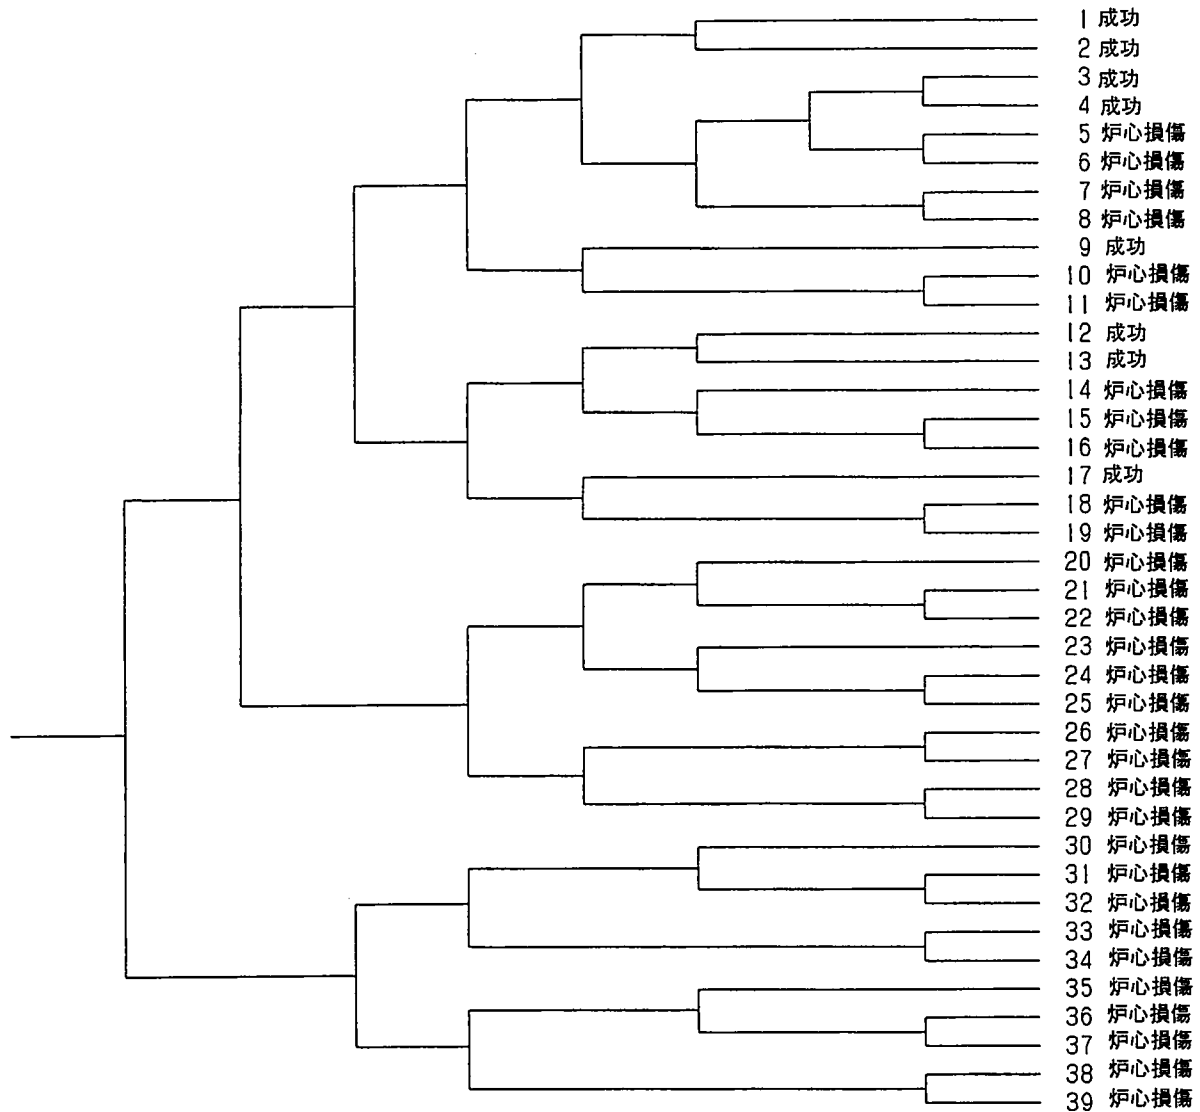 1 成功
2 成功
3 成功
4 成功
5 炉心損傷
6 炉心損傷
7 炉心損傷
8 炉心損傷
9 成功
10 炉心損傷
11 炉心損傷
12 成功
13 成功
14 炉心損傷
15 炉心損傷
16 炉心損傷
17 成功
18 炉心損傷
19 炉心損傷
20 炉心損傷
21 炉心損傷
22 炉心損傷
23 炉心損傷
24 炉心損傷
25 炉心損傷
26 炉心損傷
27 炉心損傷
28 炉心損傷
29 炉心損傷
30 炉心損傷
31 炉心損傷
32 炉心損傷
33 炉心損傷
34 炉心損傷
35 炉心損傷
36 炉心損傷
37 炉心損傷
38 炉心損傷
39 炉心損傷